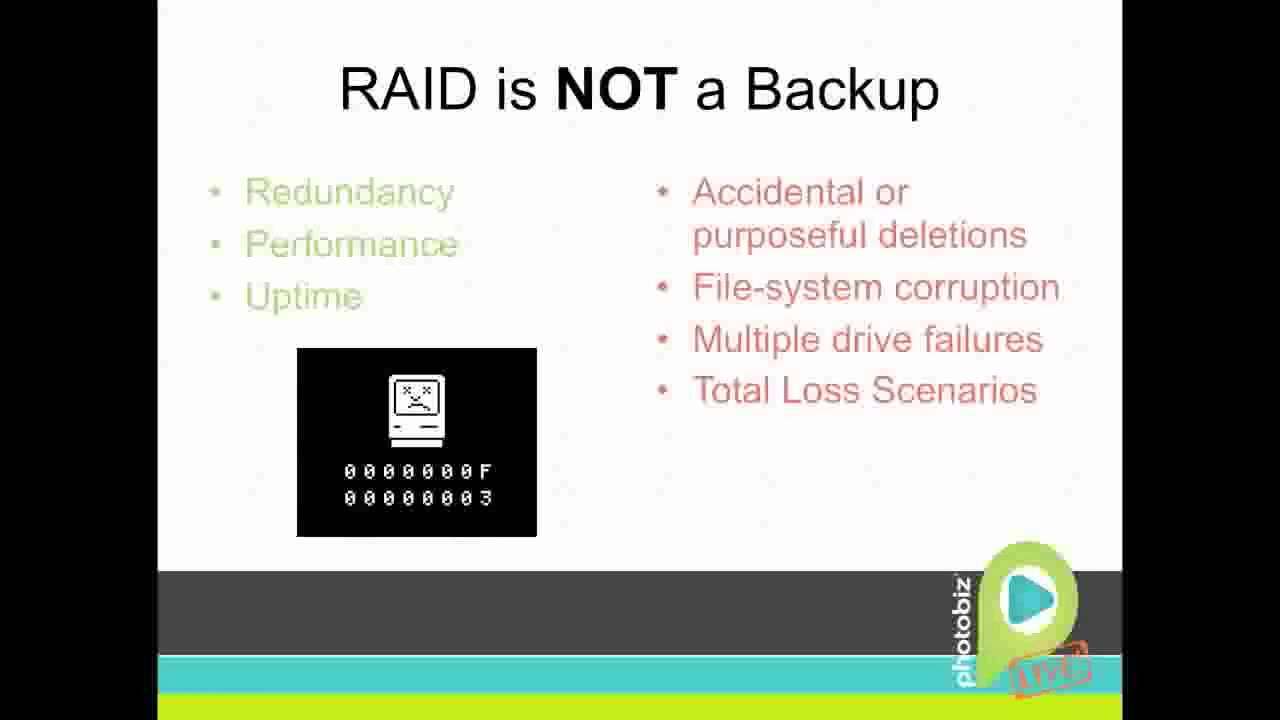 RAID is NOT a Backup
• Redundancy
• Performance
• Uptime
• Accidental or
purposeful deletions
• File-system corruption
• Multiple drive failures
• Total Loss Scenarios
0000000F
00000003
photobiz
LIVE